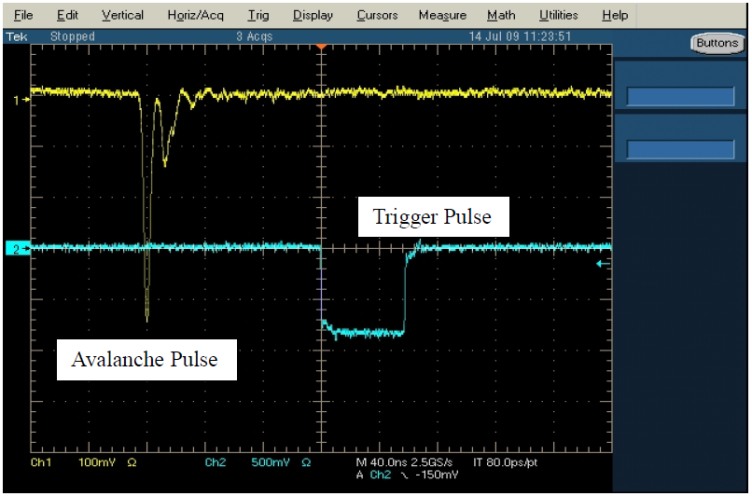 File Edit Vertical Horiz/Acq Trig Display Cursors Measure Math Utilities Help
Tek Stopped 3 Acqs 14 Jul 09 11:23:51
Buttons
1
Trigger Pulse
2
Avalanche Pulse
Ch1 100mV Ω Ch2 500mV Ω M 40.0ns 2.5GS/s IT 80.0ps/pt
A Ch2 \ -150mV